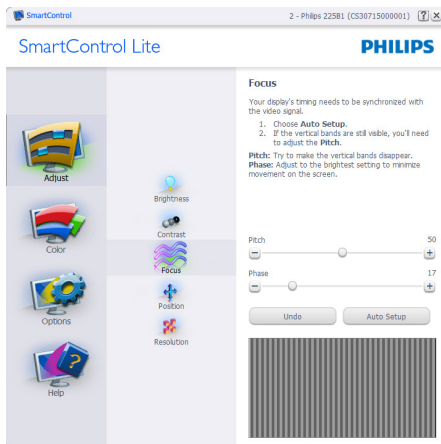 SmartControl
2 - Philips 225B1 (CS30715000001)
? X
SmartControl Lite
PHILIPS
Adjust
Color
Options
Help
Brightness
Contrast
Focus
Position
Resolution
Focus
Your display's timing needs to be synchronized with
the video signal.
1. Choose Auto Setup.
2. If the vertical bands are still visible, you'll need
to adjust the Pitch.
Pitch: Try to make the vertical bands disappear.
Phase: Adjust to the brightest setting to minimize
movement on the screen.
Pitch 50
Phase 17
Undo Auto Setup